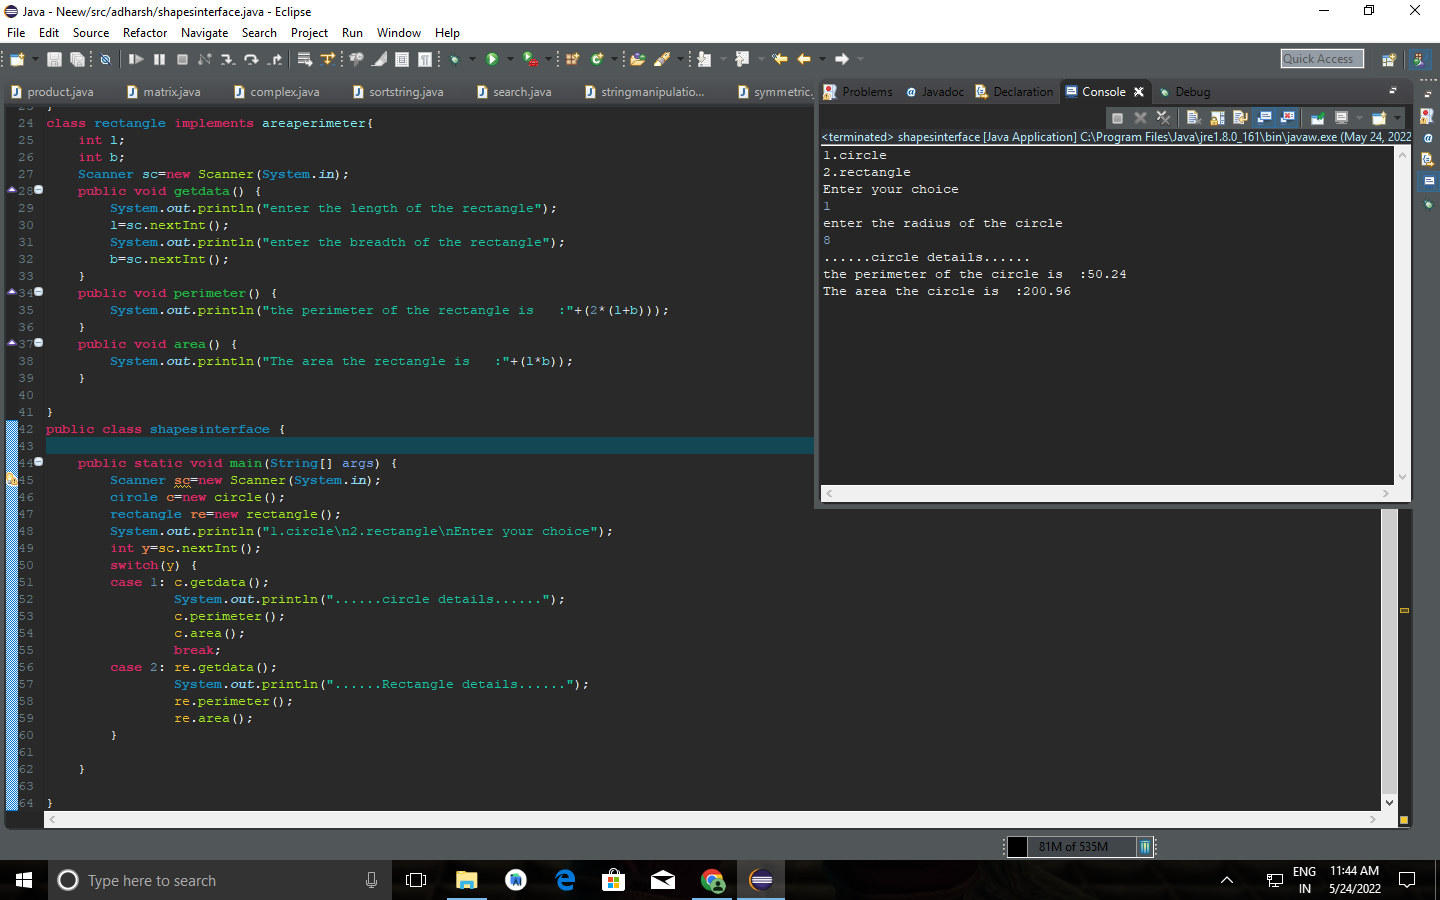 Java - Neew/src/adharsh/shapesinterface.java - Eclipse
File Edit Source Refactor Navigate Search Project Run Window Help
Quick Access
product.java matrix.java complex.java sortstring.java search.java stringmanipulatio... symmetric.
Problems @ Javadoc Declaration Console Debug
<terminated> shapesinterface [Java Application] C:\Program Files\Java\jre1.8.0_161\bin\javaw.exe (May 24, 2022
1.circle
2.rectangle
Enter your choice
1
enter the radius of the circle
8
......circle details......
the perimeter of the circle is  :50.24
The area the circle is  :200.96
23 }
24 class rectangle implements areaperimeter{
25     int l;
26     int b;
27     Scanner sc=new Scanner(System.in);
28     public void getdata() {
29         System.out.println("enter the length of the rectangle");
30         l=sc.nextInt();
31         System.out.println("enter the breadth of the rectangle");
32         b=sc.nextInt();
33     }
34     public void perimeter() {
35         System.out.println("the perimeter of the rectangle is   :"+(2*(l+b)));
36     }
37     public void area() {
38         System.out.println("The area the rectangle is   :"+(l*b));
39     }
40
41 }
42 public class shapesinterface {
43
44     public static void main(String[] args) {
45         Scanner sc=new Scanner(System.in);
46         circle c=new circle();
47         rectangle re=new rectangle();
48         System.out.println("1.circle\n2.rectangle\nEnter your choice");
49         int y=sc.nextInt();
50         switch(y) {
51         case 1: c.getdata();
52                 System.out.println("......circle details......");
53                 c.perimeter();
54                 c.area();
55                 break;
56         case 2: re.getdata();
57                 System.out.println("......Rectangle details......");
58                 re.perimeter();
59                 re.area();
60         }
61
62     }
63
64 }
81M of 535M
Type here to search
ENG
IN
11:44 AM
5/24/2022